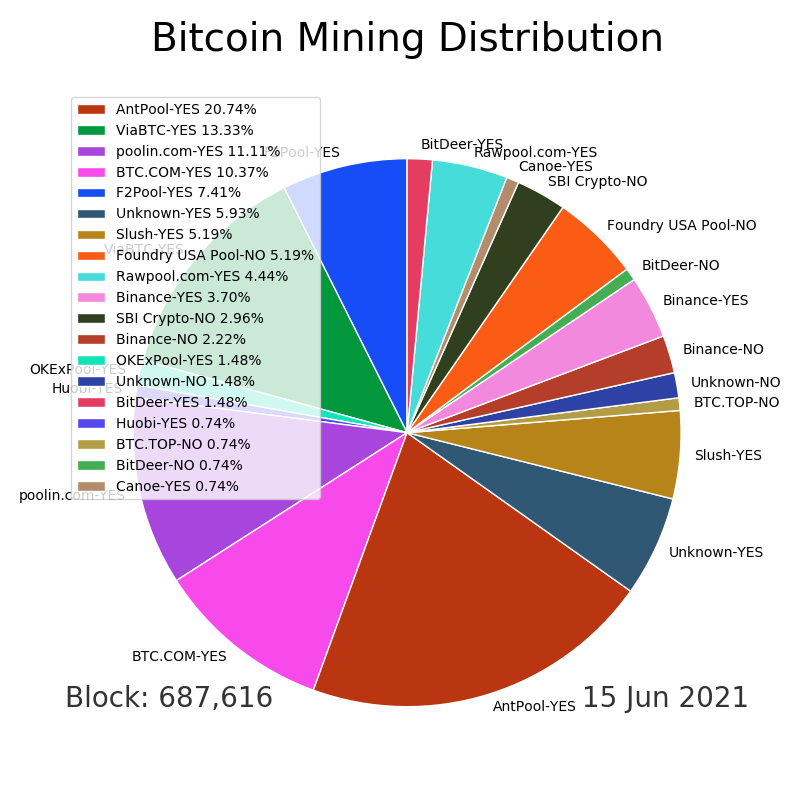 Bitcoin Mining Distribution
AntPool-YES 20.74%
ViaBTC-YES 13.33%
poolin.com-YES 11.11%
BTC.COM-YES 10.37%
F2Pool-YES 7.41%
Unknown-YES 5.93%
Slush-YES 5.19%
Foundry USA Pool-NO 5.19%
Rawpool.com-YES 4.44%
Binance-YES 3.70%
SBI Crypto-NO 2.96%
Binance-NO 2.22%
OKExPool-YES 1.48%
Unknown-NO 1.48%
BitDeer-YES 1.48%
Huobi-YES 0.74%
BTC.TOP-NO 0.74%
BitDeer-NO 0.74%
Canoe-YES 0.74%
F2Pool-YES
ViaBTC-YES
OKExPool-YES
Huobi-YES
poolin.com-YES
BTC.COM-YES
AntPool-YES
BitDeer-YES
Rawpool.com-YES
Canoe-YES
SBI Crypto-NO
Foundry USA Pool-NO
BitDeer-NO
Binance-YES
Binance-NO
Unknown-NO
BTC.TOP-NO
Slush-YES
Unknown-YES
Block: 687,616
15 Jun 2021